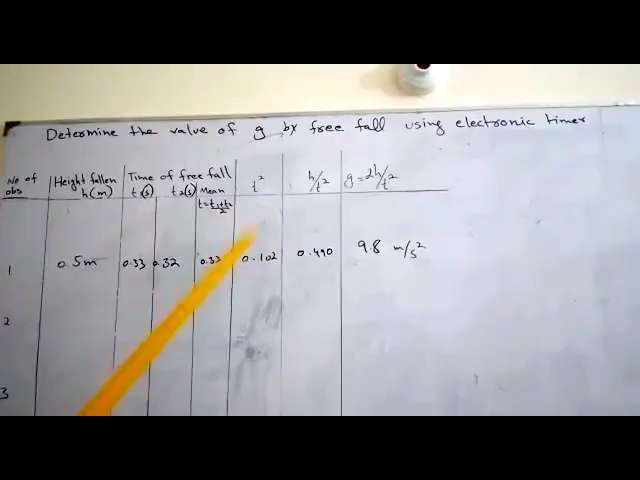 Determine the value of g by free fall using electronic timer
No of obs
Height fallen h(m)
Time of free fall
t1(s) t2(s) Mean t=t1+t2/2
t²
h/t²
g=2h/t²
1 0.5m 0.33 0.32 0.32 0.102 0.490 9.8 m/s²
2
3